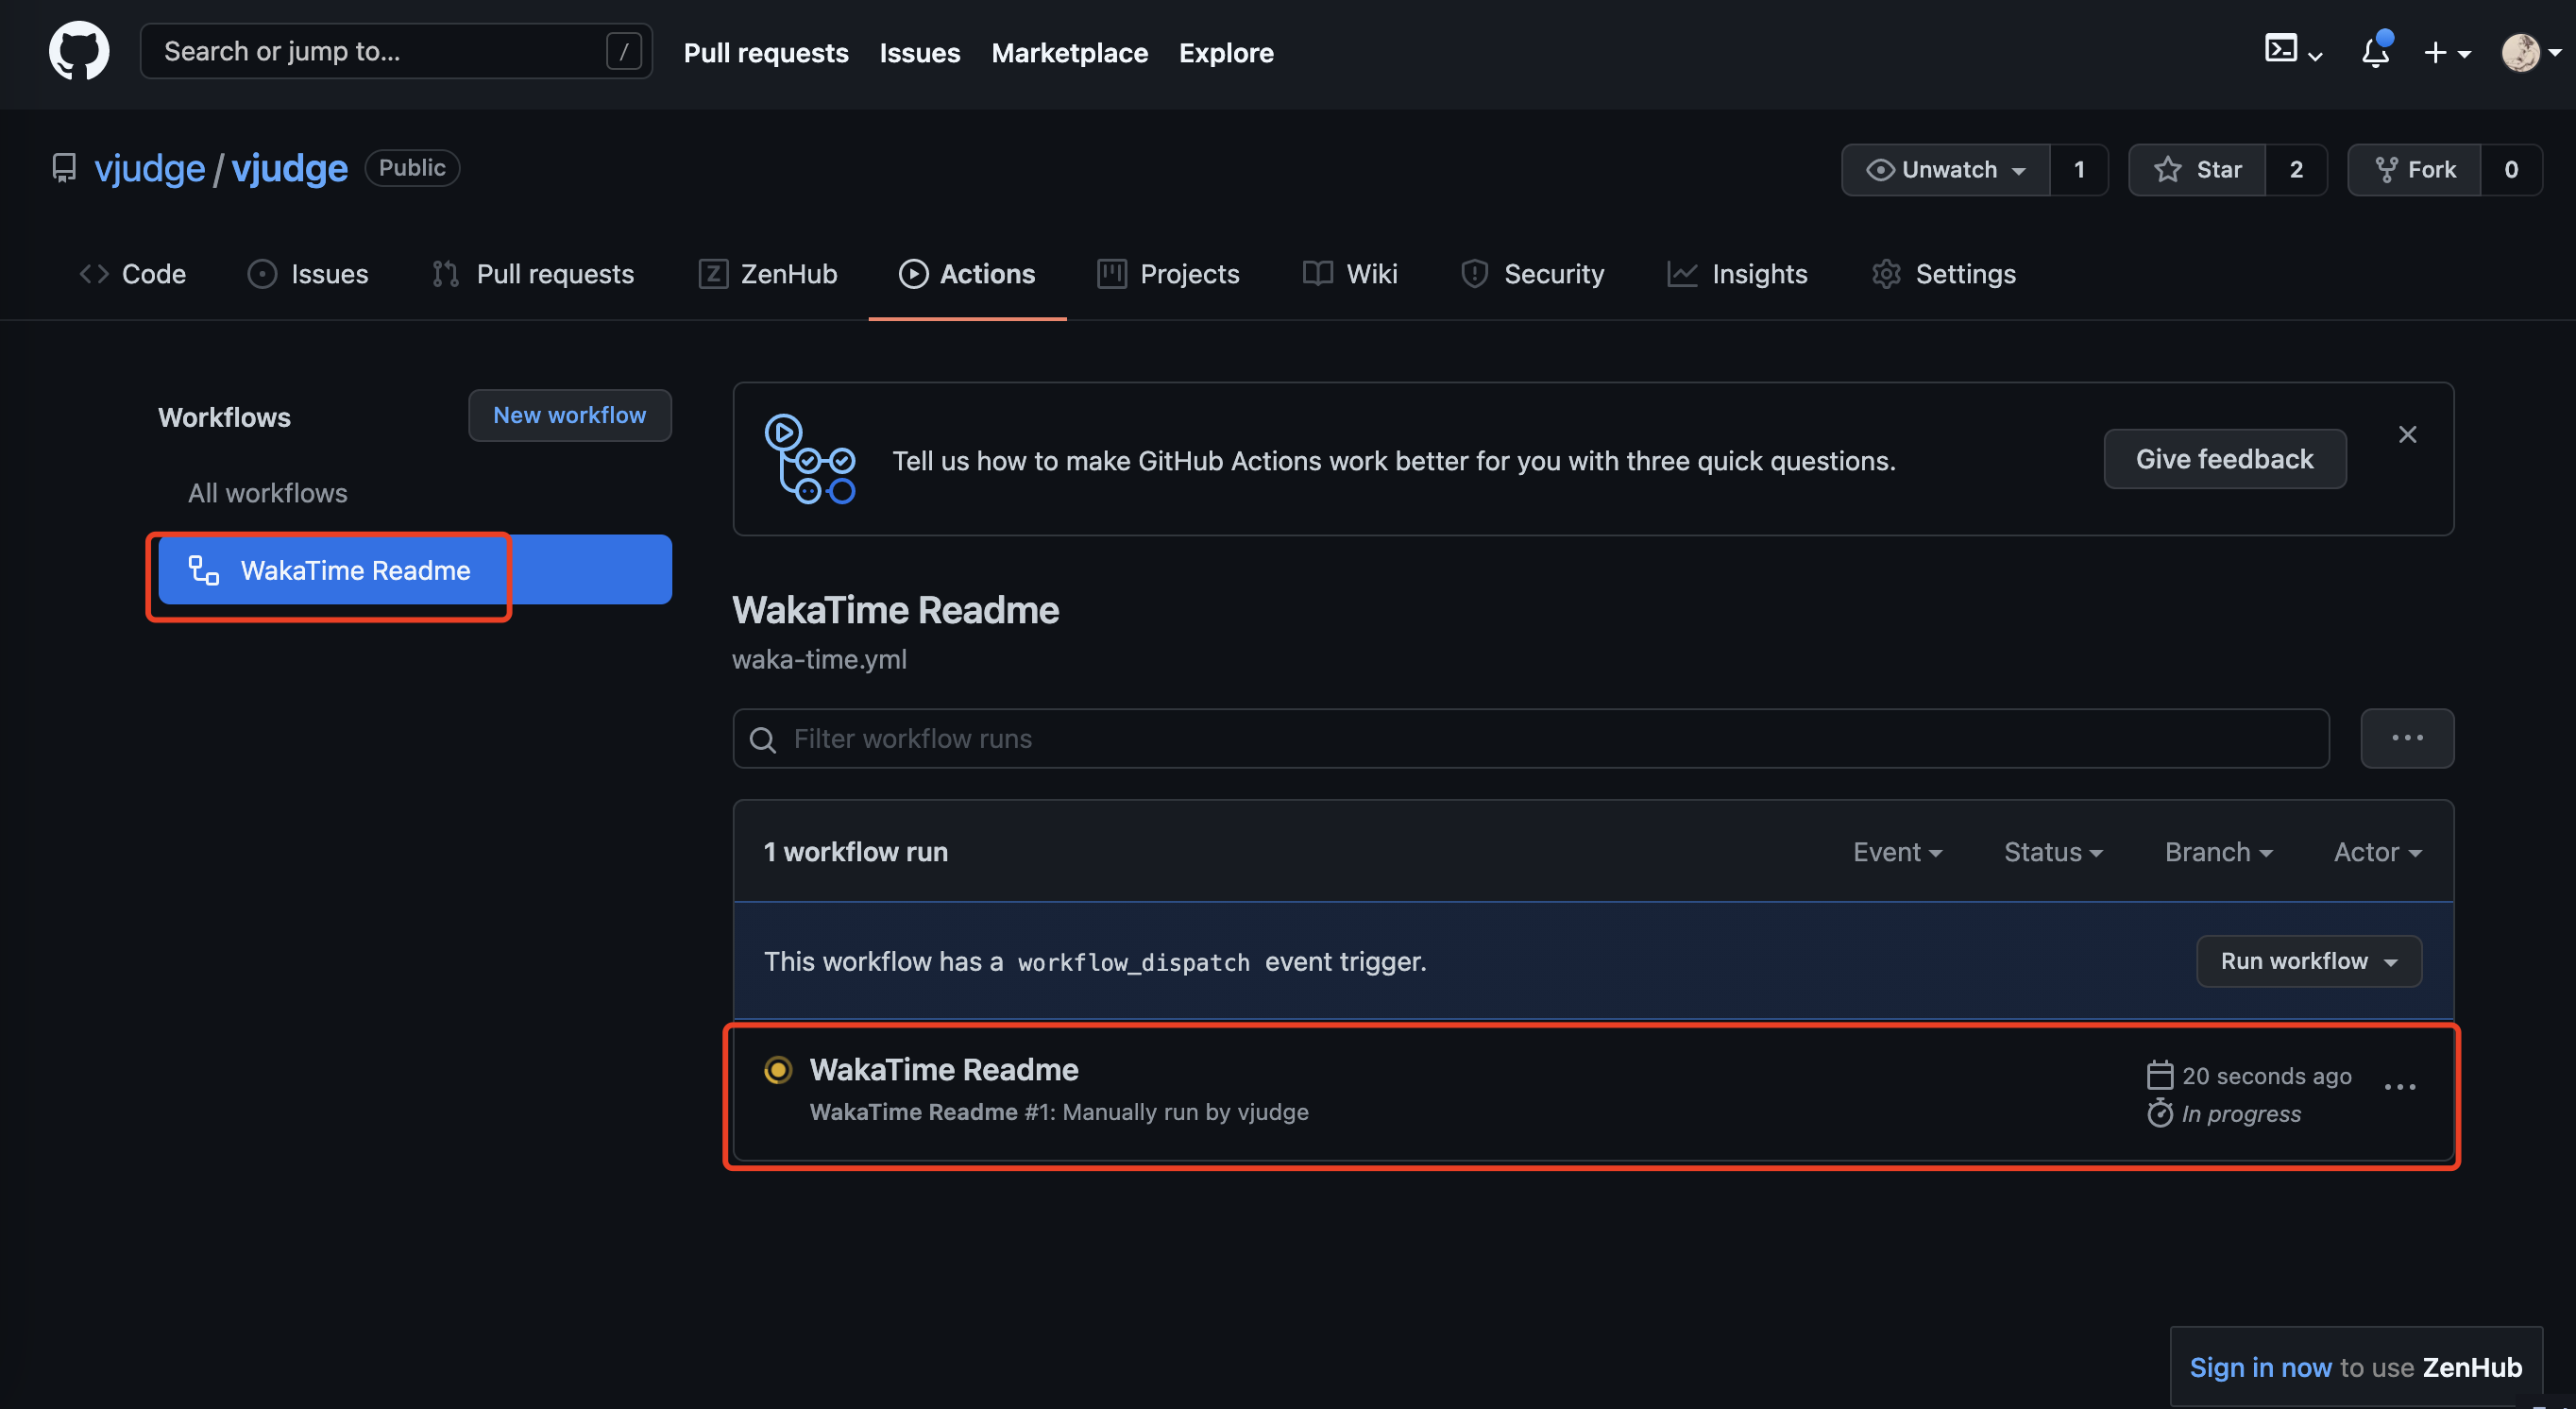 Search or jump to... /
Pull requests Issues Marketplace Explore
vjudge / vjudge Public
Unwatch 1 Star 2 Fork 0
Code Issues Pull requests ZenHub Actions Projects Wiki Security Insights Settings
Workflows New workflow
All workflows
WakaTime Readme
Tell us how to make GitHub Actions work better for you with three quick questions.
Give feedback
WakaTime Readme
waka-time.yml
Filter workflow runs
1 workflow run Event Status Branch Actor
This workflow has a workflow_dispatch event trigger. Run workflow
WakaTime Readme
WakaTime Readme #1: Manually run by vjudge
20 seconds ago
In progress
Sign in now to use ZenHub